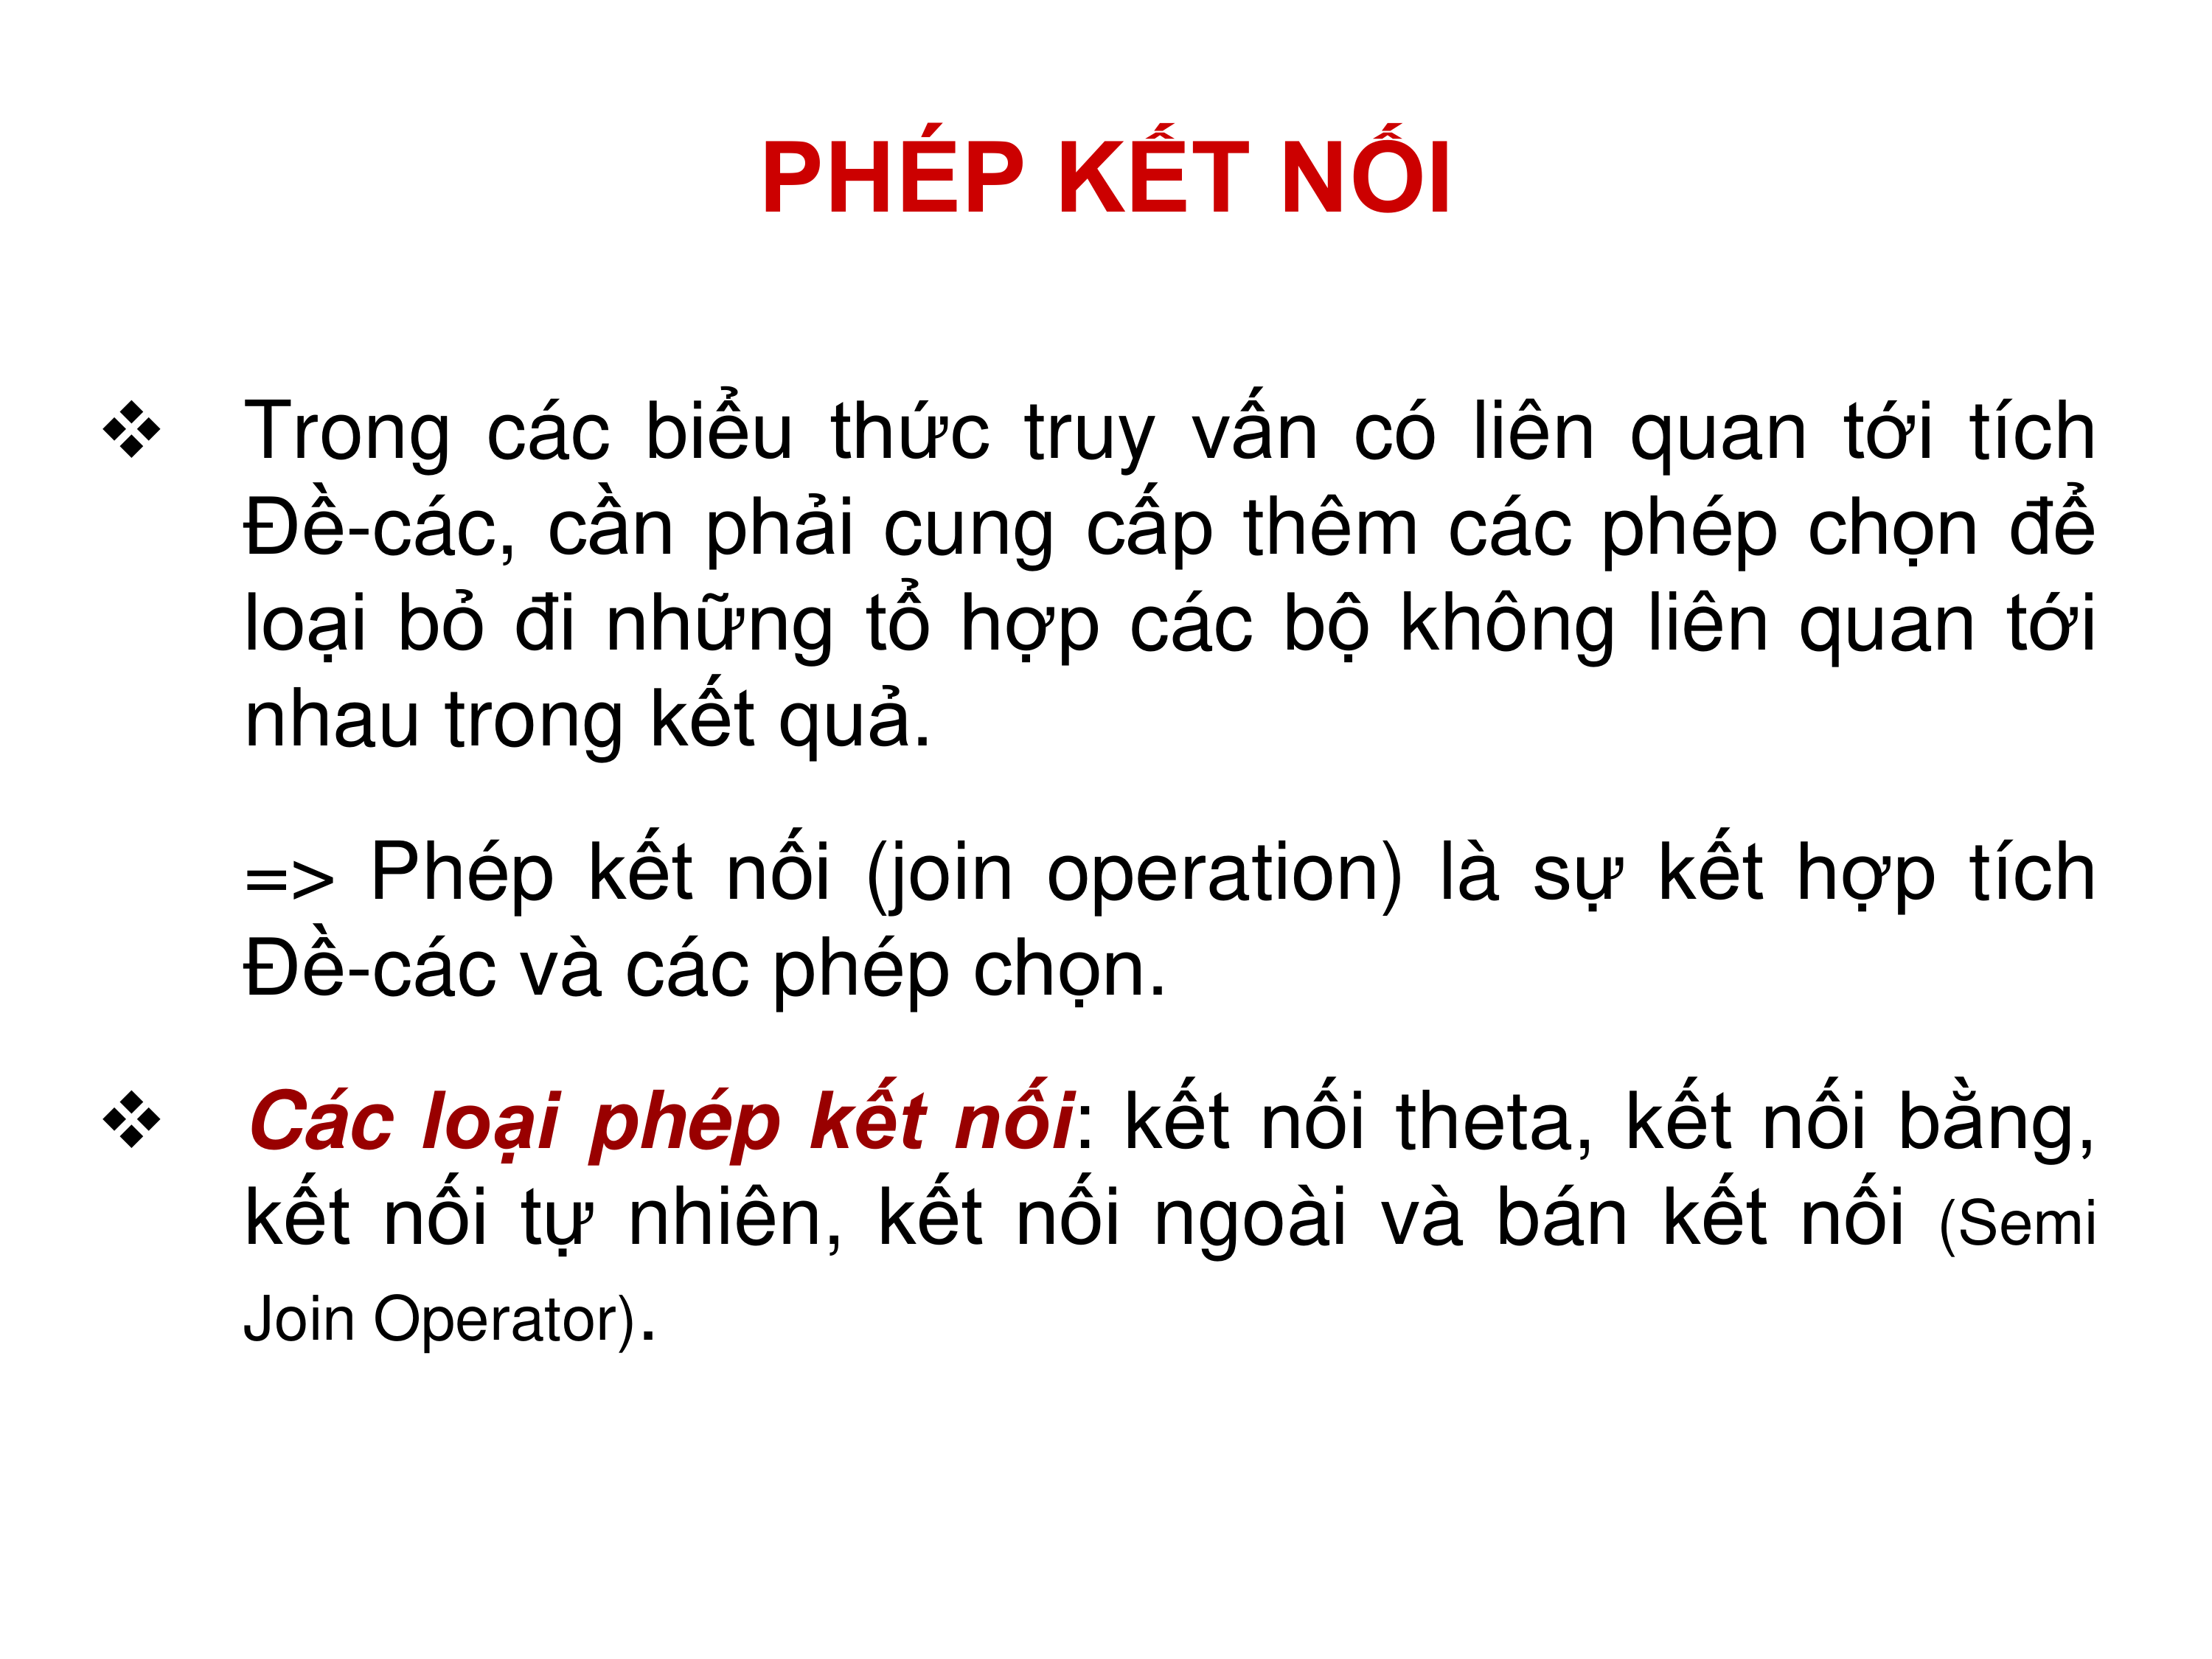 PHÉP KẾT NỐI
❖ Trong các biểu thức truy vấn có liên quan tới tích
Đề-các, cần phải cung cấp thêm các phép chọn để
loại bỏ đi những tổ hợp các bộ không liên quan tới
nhau trong kết quả.
=> Phép kết nối (join operation) là sự kết hợp tích
Đề-các và các phép chọn.
❖ Các loại phép kết nối: kết nối theta, kết nối bằng,
kết nối tự nhiên, kết nối ngoài và bán kết nối (Semi
Join Operator).